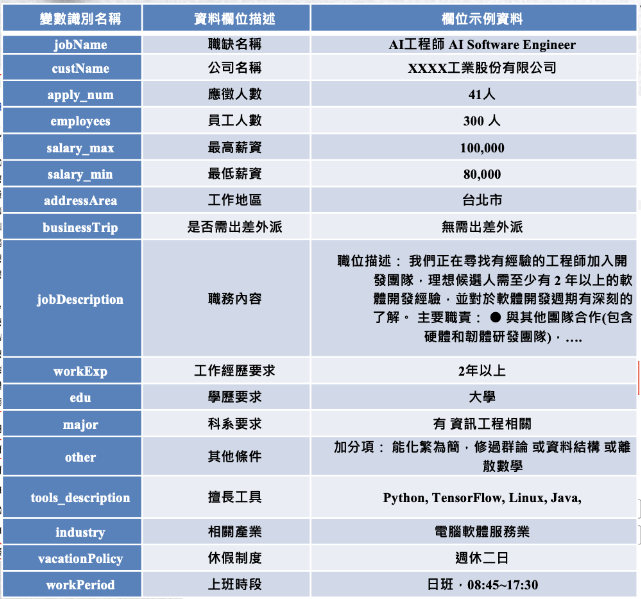 變數識別名稱 資料欄位描述 欄位示例資料
jobName 職缺名稱 AI工程師 AI Software Engineer
custName 公司名稱 XXXX工業股份有限公司
apply_num 應徵人數 41人
employees 員工人數 300 人
salary_max 最高薪資 100,000
salary_min 最低薪資 80,000
addressArea 工作地區 台北市
businessTrip 是否需出差外派 無需出差外派
jobDescription 職務內容 職位描述： 我們正在尋找有經驗的工程師加入開
發團隊，理想候選人需至少有 2 年以上的軟
體開發經驗，並對於軟體開發週期有深刻的
了解。 主要職責： ● 與其他團隊合作(包含
硬體和韌體研發團隊)，….
workExp 工作經歷要求 2年以上
edu 學歷要求 大學
major 科系要求 有 資訊工程相關
other 其他條件 加分項： 能化繁為簡，修過群論 或資料結構 或離
散數學
tools_description 擅長工具 Python, TensorFlow, Linux, Java,
industry 相關產業 電腦軟體服務業
vacationPolicy 休假制度 週休二日
workPeriod 上班時段 日班，08:45~17:30